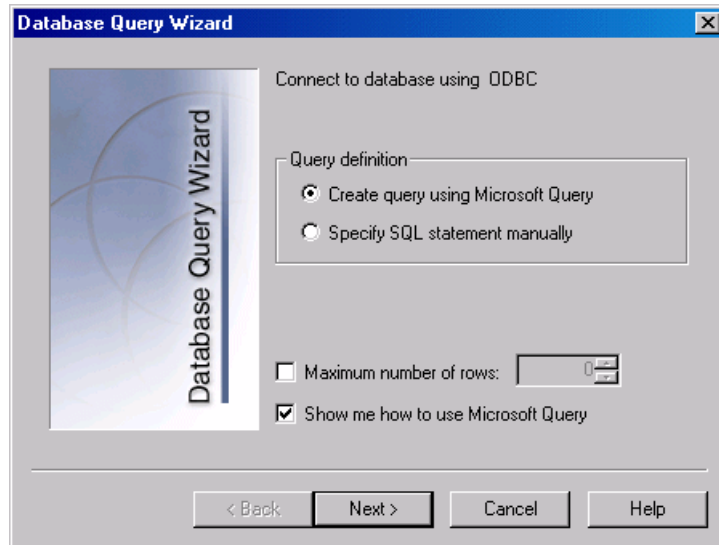 Database Query Wizard
Database Query Wizard
Connect to database using ODBC
Query definition
Create query using Microsoft Query
Specify SQL statement manually
Maximum number of rows: 0
Show me how to use Microsoft Query
< Back Next > Cancel Help